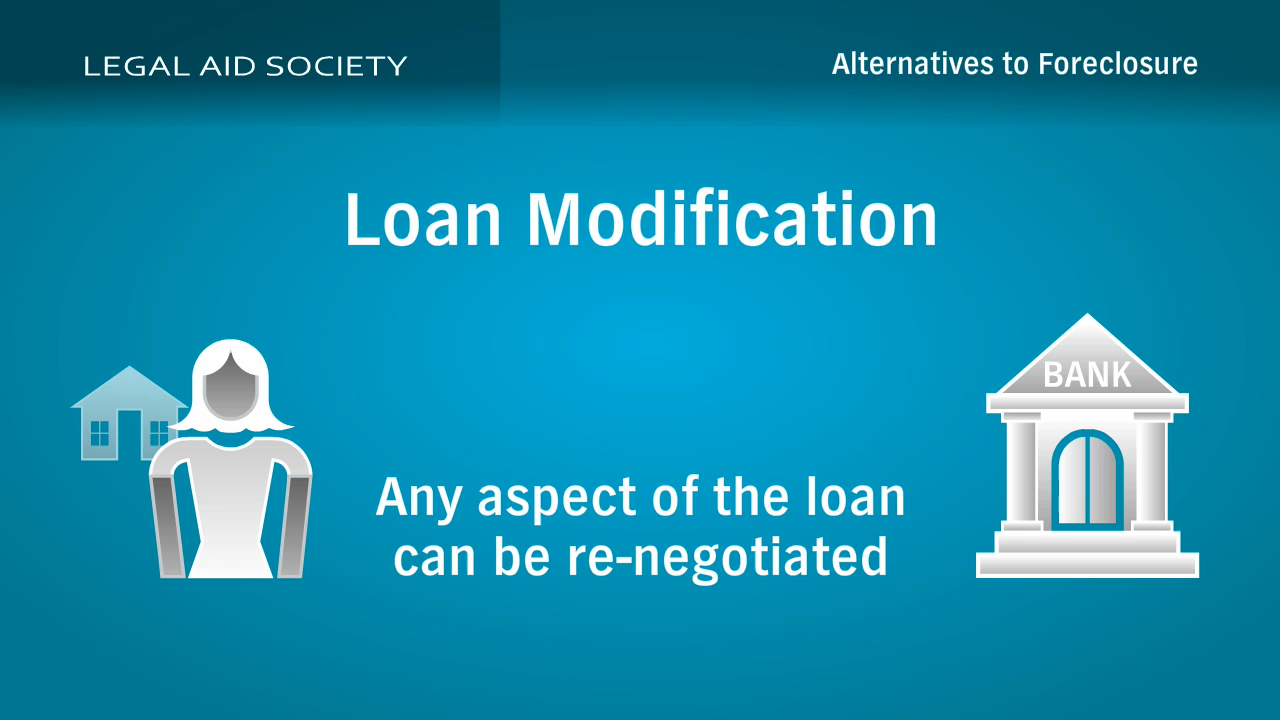 LEGAL AID SOCIETY
Alternatives to Foreclosure
Loan Modification
BANK
Any aspect of the loan
can be re-negotiated